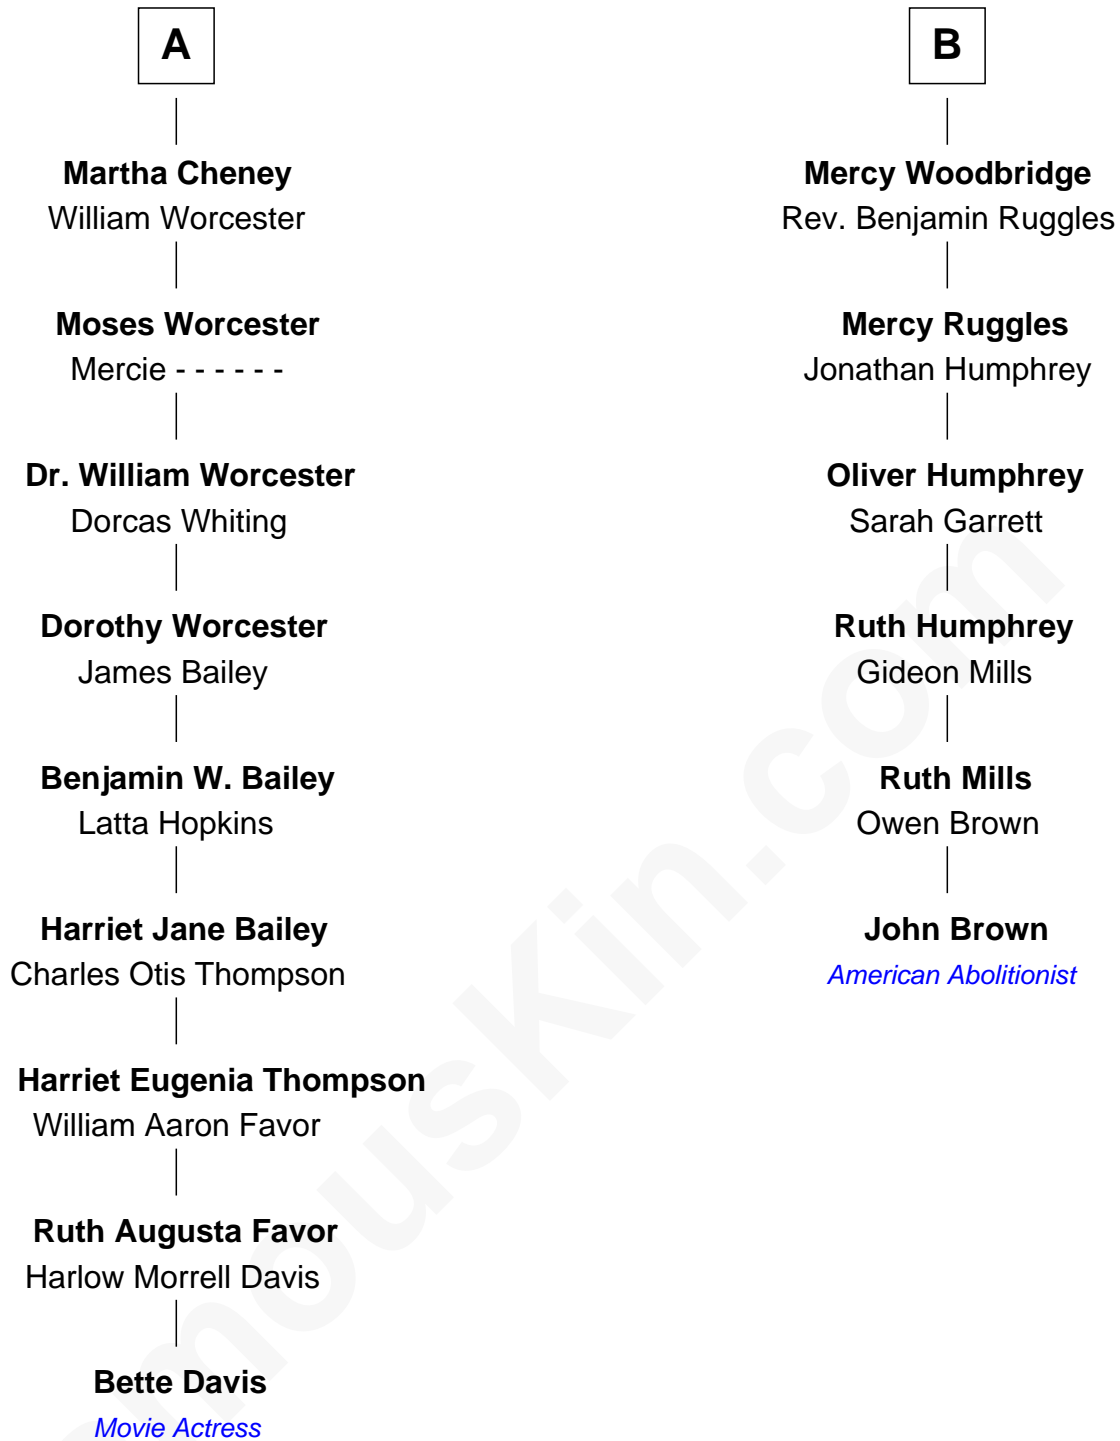 A
Martha Cheney
William Worcester
Moses Worcester
Mercie - - - - - -
Dr. William Worcester
Dorcas Whiting
Dorothy Worcester
James Bailey
Benjamin W. Bailey
Latta Hopkins
Harriet Jane Bailey
Charles Otis Thompson
Harriet Eugenia Thompson
William Aaron Favor
Ruth Augusta Favor
Harlow Morrell Davis
Bette Davis
Movie Actress
B
Mercy Woodbridge
Rev. Benjamin Ruggles
Mercy Ruggles
Jonathan Humphrey
Oliver Humphrey
Sarah Garrett
Ruth Humphrey
Gideon Mills
Ruth Mills
Owen Brown
John Brown
American Abolitionist
mouskin.com